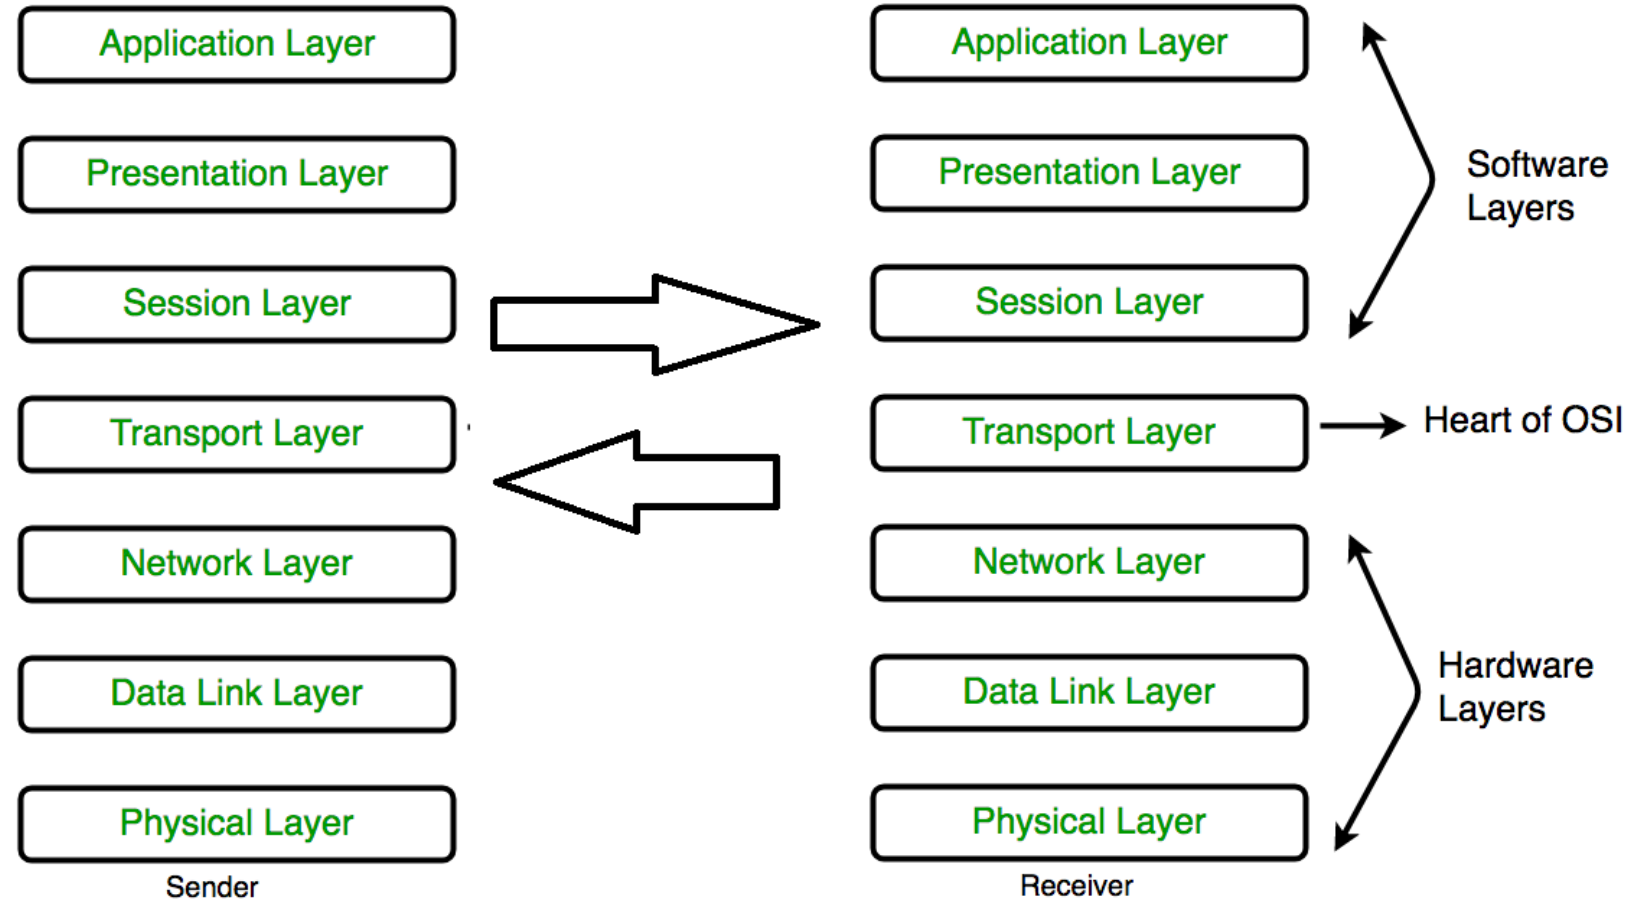 Application Layer
Presentation Layer
Session Layer
Transport Layer
Network Layer
Data Link Layer
Physical Layer
Sender
Application Layer
Presentation Layer
Session Layer
Transport Layer
Network Layer
Data Link Layer
Physical Layer
Receiver
Software
Layers
Heart of OSI
Hardware
Layers